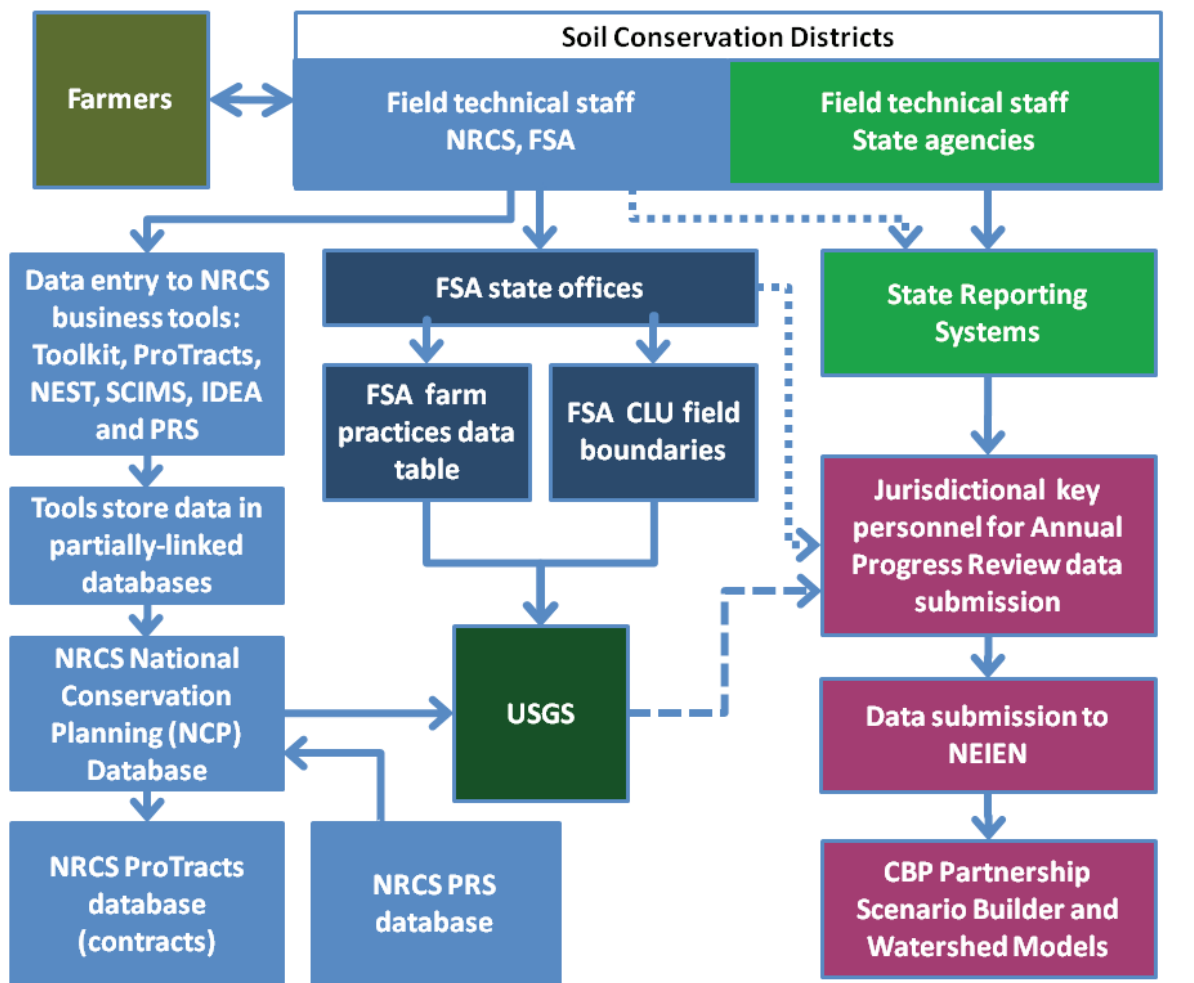 Soil Conservation Districts
Farmers
Field technical staff
NRCS, FSA
Field technical staff
State agencies
Data entry to NRCS
business tools:
Toolkit, ProTracts,
NEST, SCIMS, IDEA
and PRS
FSA state offices
State Reporting
Systems
FSA farm
practices data
table
FSA CLU field
boundaries
Tools store data in
partially-linked
databases
Jurisdictional key
personnel for Annual
Progress Review data
submission
NRCS National
Conservation
Planning (NCP)
Database
USGS
Data submission to
NEIEN
NRCS ProTracts
database
(contracts)
NRCS PRS
database
CBP Partnership
Scenario Builder and
Watershed Models